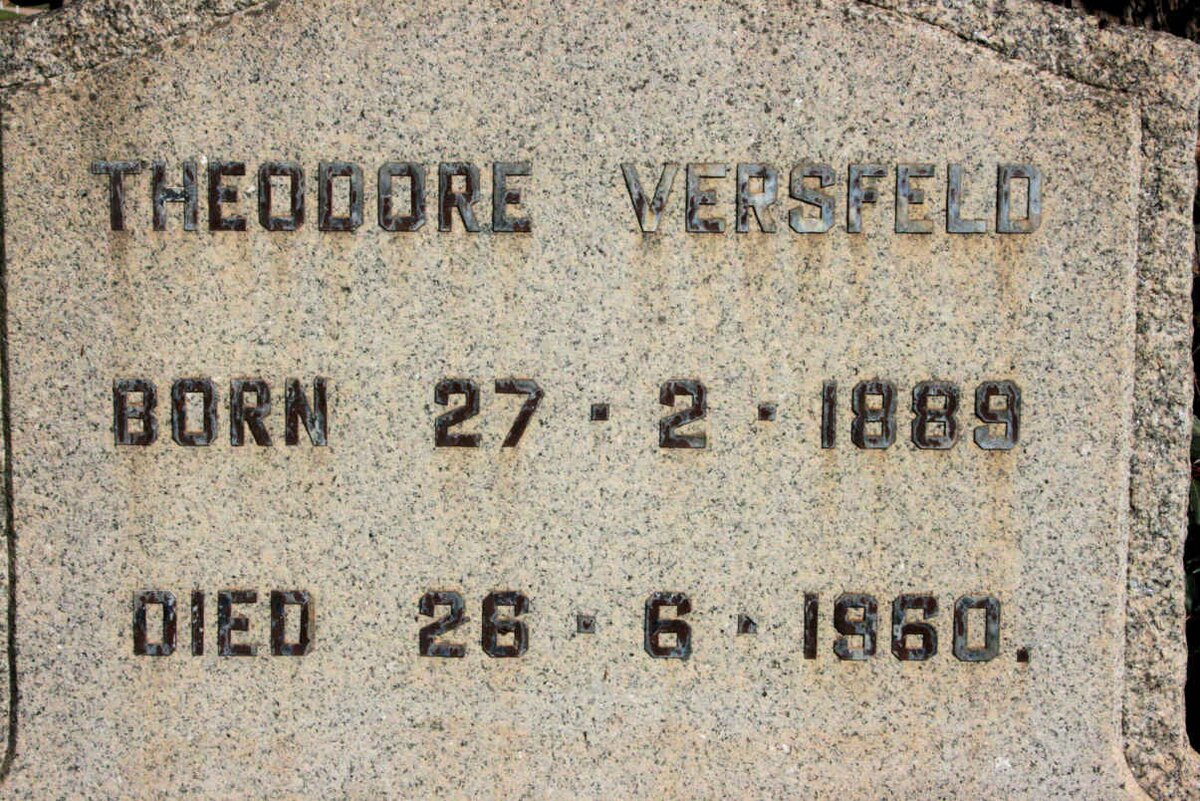 THEODORE VERSFELD
BORN 27 · 2 · 1889
DIED 26 · 6 · 1960.